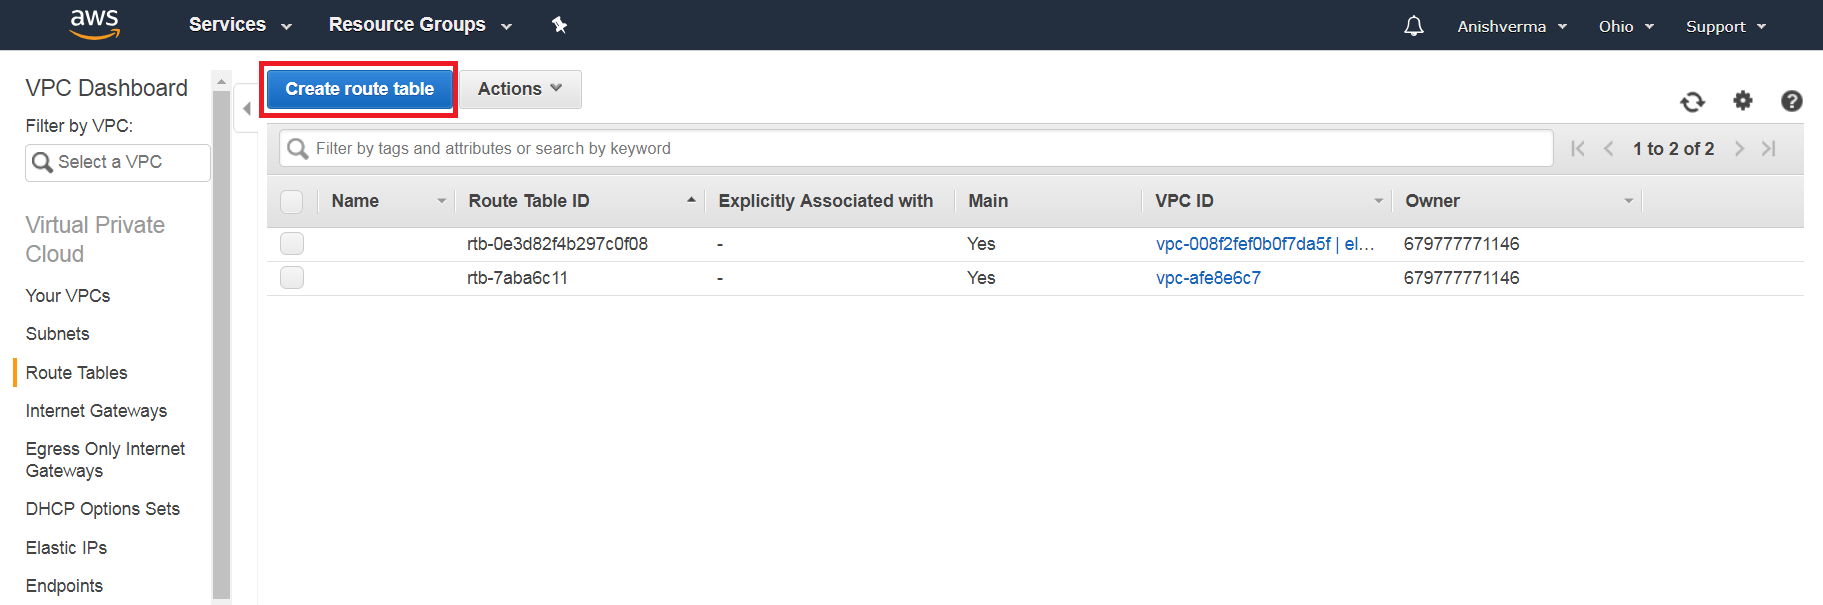 aws Services Resource Groups Anishverma Ohio Support
VPC Dashboard
Filter by VPC:
Select a VPC
Virtual Private
Cloud
Your VPCs
Subnets
Route Tables
Internet Gateways
Egress Only Internet
Gateways
DHCP Options Sets
Elastic IPs
Endpoints
Create route table Actions
Filter by tags and attributes or search by keyword 1 to 2 of 2
Name Route Table ID Explicitly Associated with Main VPC ID Owner
rtb-0e3d82f4b297c0f08 - Yes vpc-008f2fef0b0f7da5f | el... 679777771146
rtb-7aba6c11 - Yes vpc-afe8e6c7 679777771146